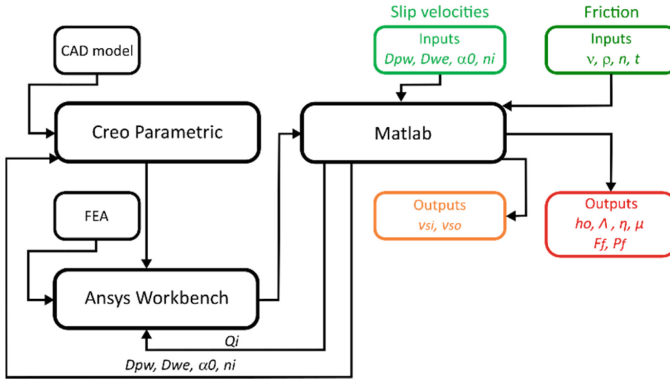 Slip velocities
Friction
CAD model
Inputs
Dpw, Dwe, α0, ni
Inputs
ν, ρ, n, t
Creo Parametric
Matlab
FEA
Outputs
vsi, vso
Outputs
ho, Λ, η, μ
Ff, Pf
Ansys Workbench
Qi
Dpw, Dwe, α0, ni